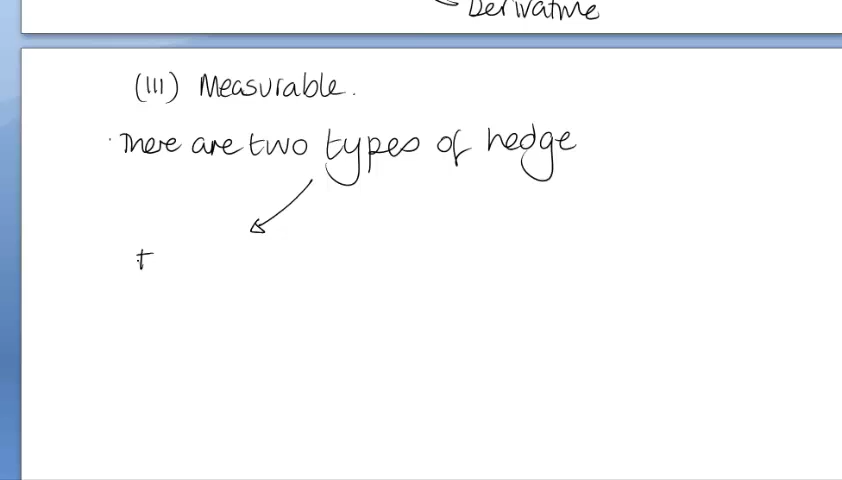 Derivative
(III) Measurable.
There are two types of hedge